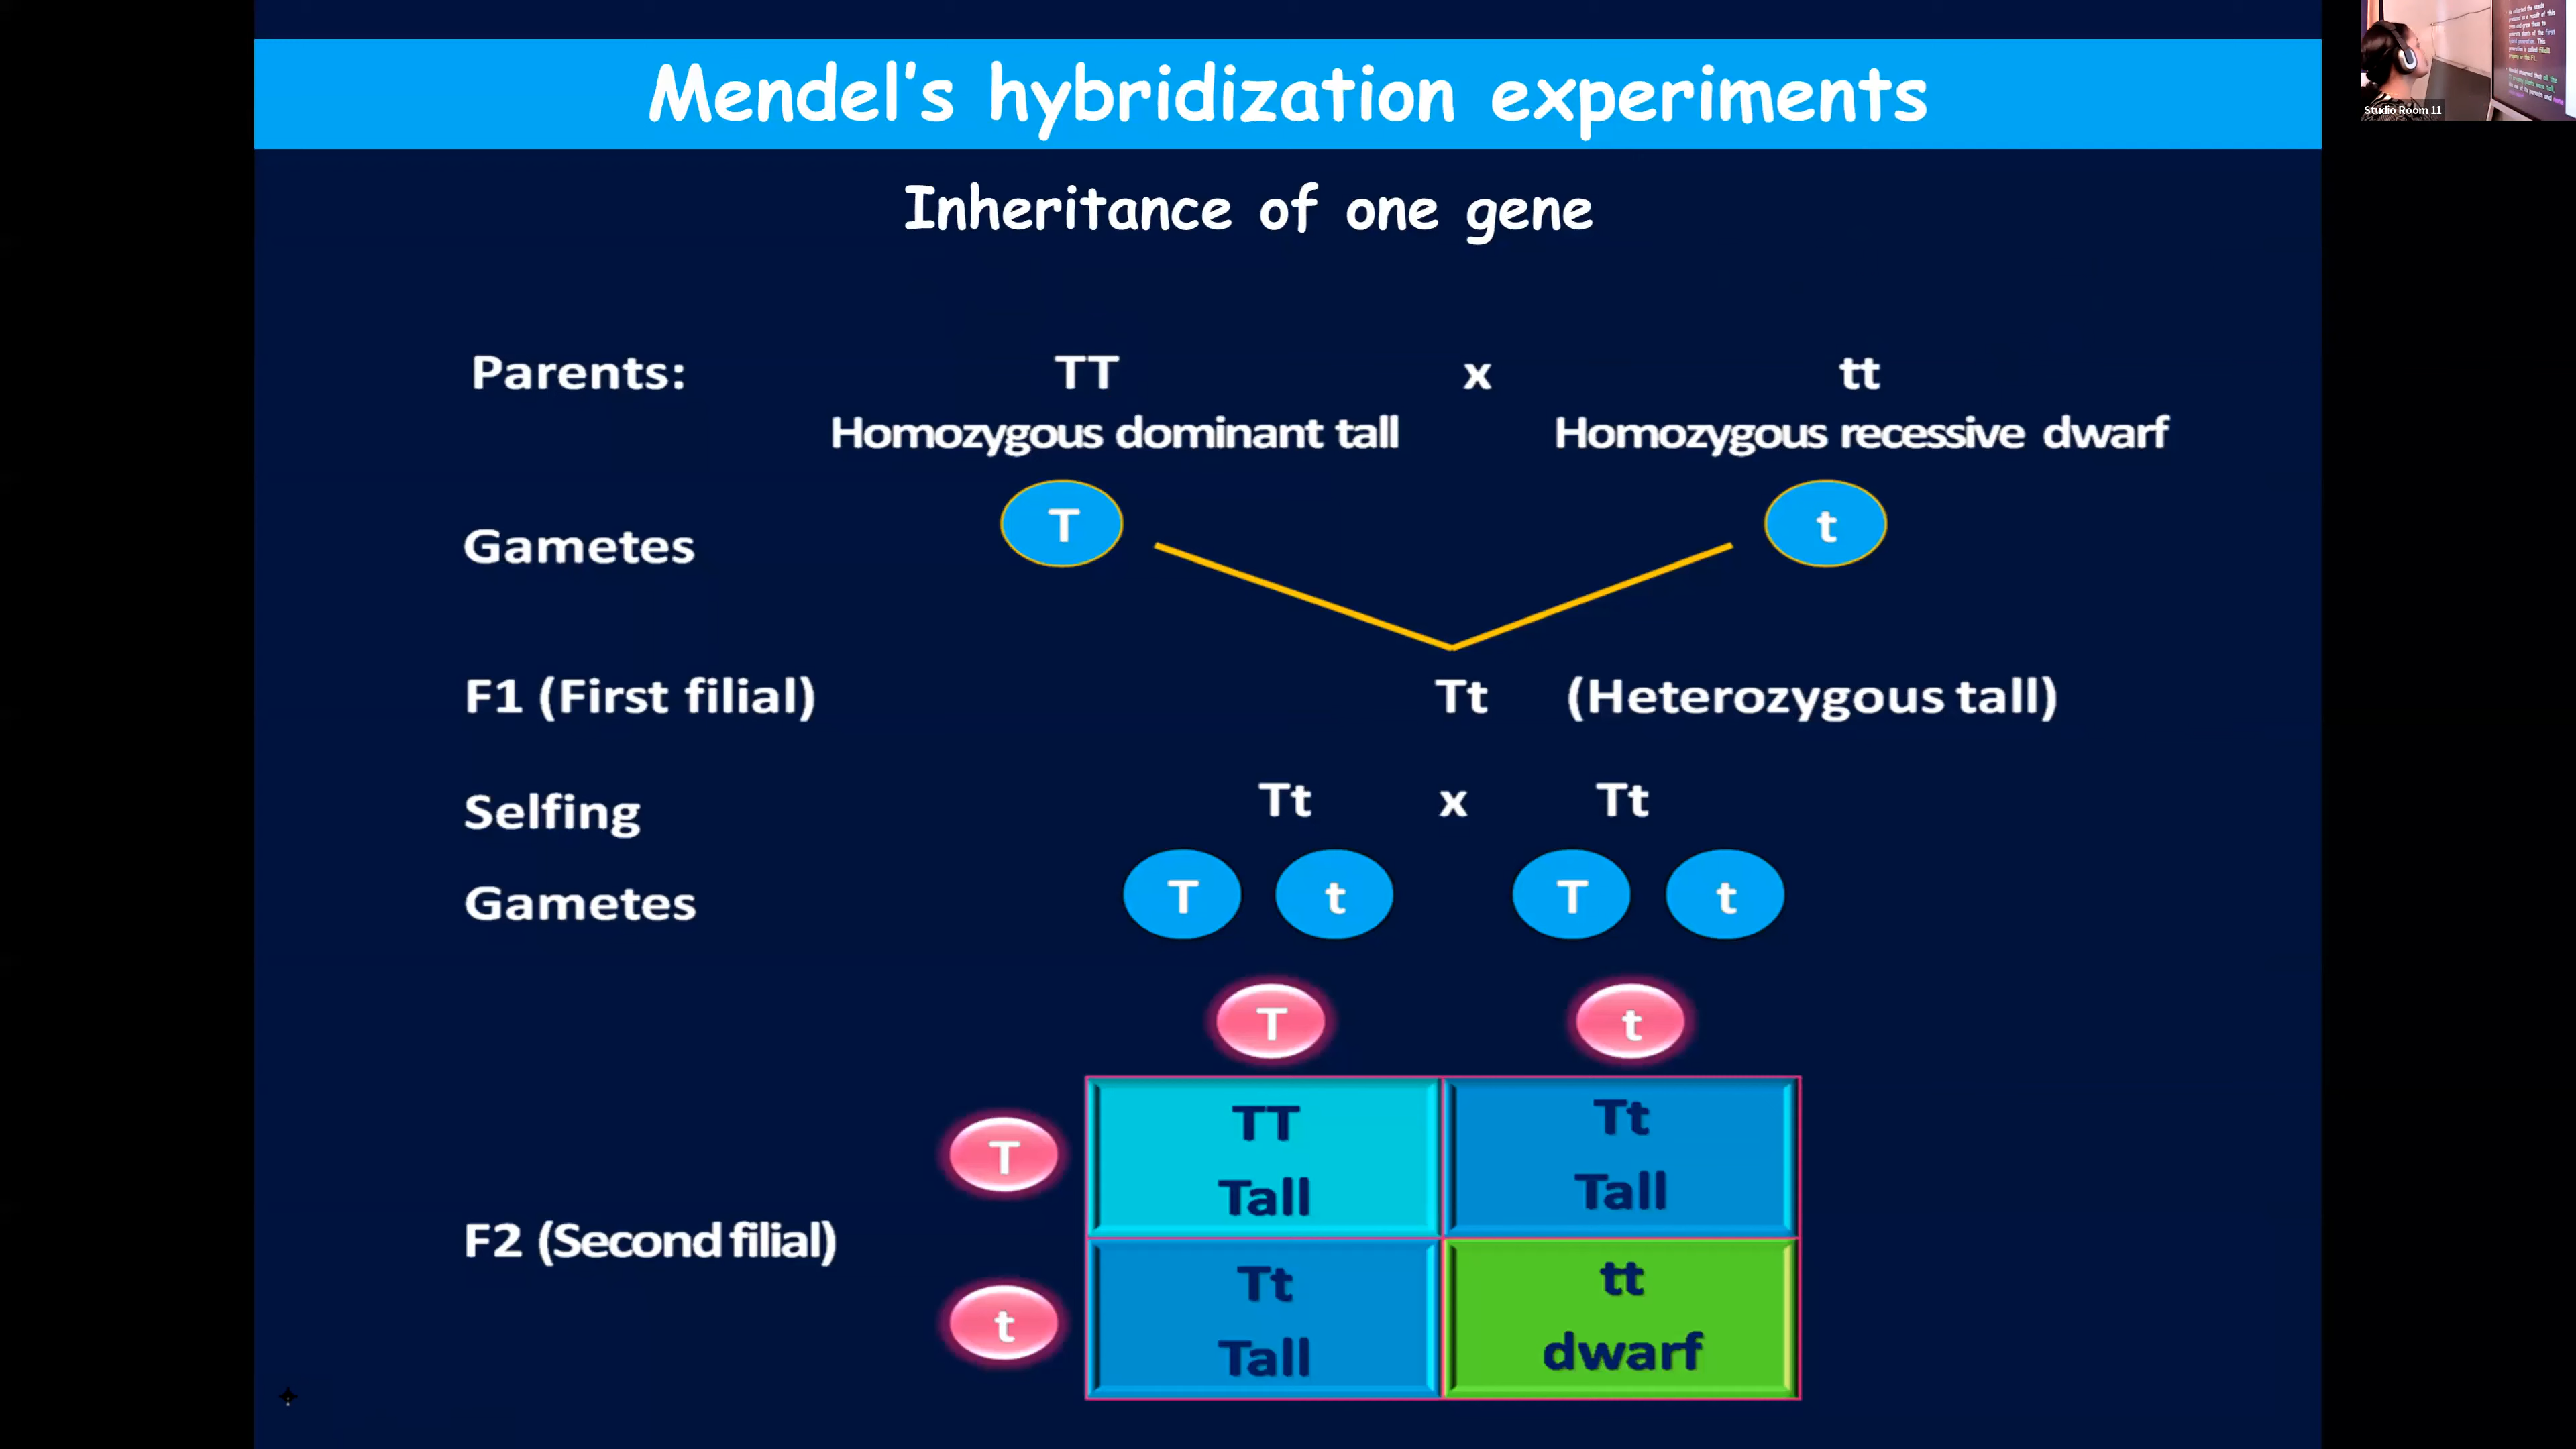 Mendel's hybridization experiments
Inheritance of one gene
Parents: TT x tt
Homozygous dominant tall Homozygous recessive dwarf
Gametes T t
F1 (First filial) Tt (Heterozygous tall)
Selfing Tt x Tt
Gametes T t T t
T t
T TT Tt
Tall Tall
F2 (Second filial)
t Tt tt
Tall dwarf
Studio Room 11